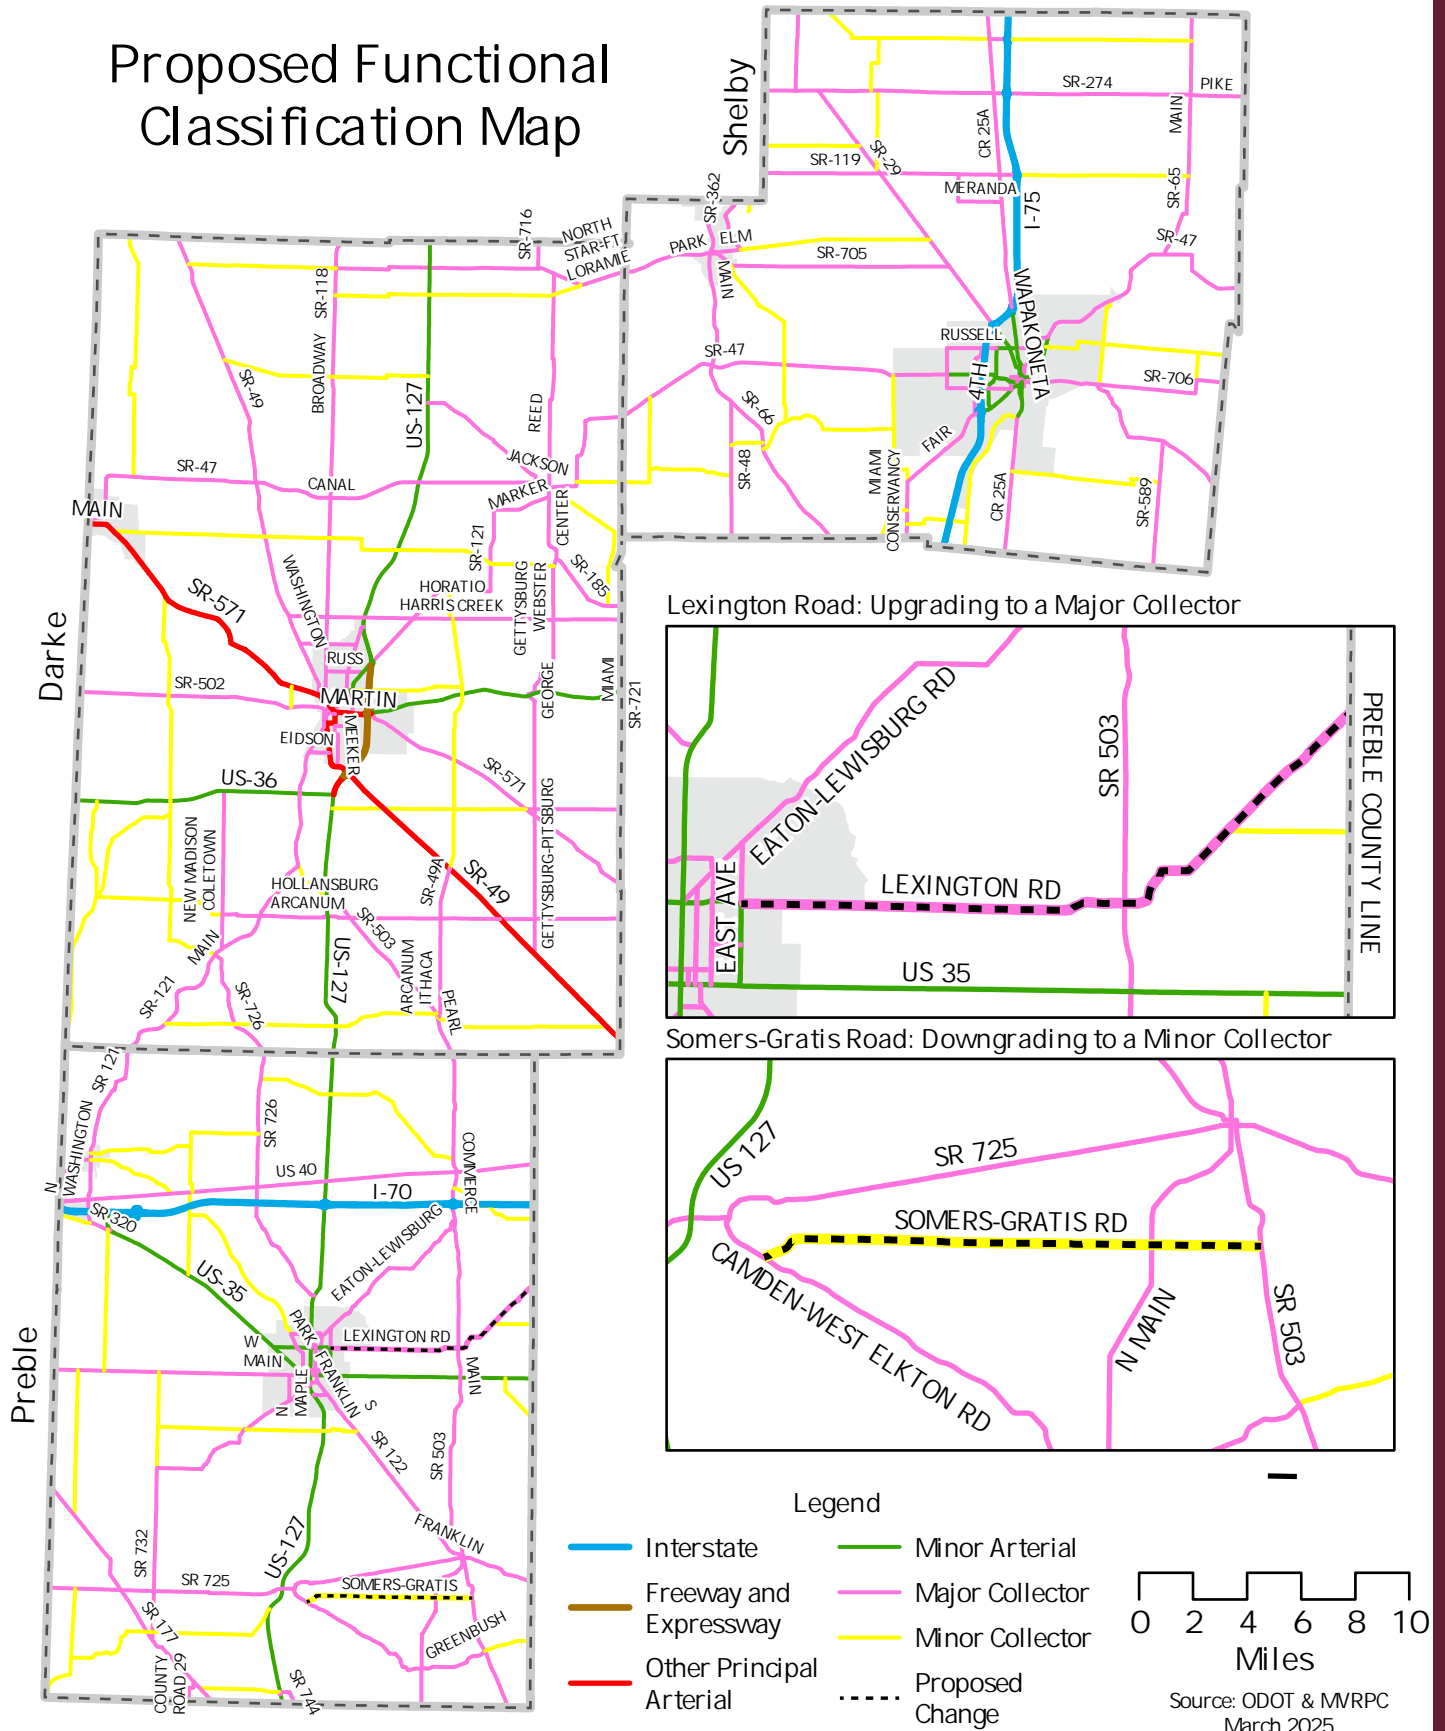 Proposed Functional
Classification Map
Shelby
SR-274
PIKE
MAIN
CR 25A
SR-29
SR-119
MERANDA
I-75
SR-65
SR-47
SR-362
PARK
ELM
MAIN
SR-705
NORTH
STAR-FT-
LORAMIE
SR-716
WAPAKONETA
RUSSELL
4TH
SR-47
SR-706
SR-66
SR-48
FAIR
MIAMI
CONSERVANCY
CR 25A
SR-589
Darke
SR-118
BROADWAY
SR-49
US-127
REED
SR-47
CANAL
JACKSON
MARKER
CENTER
MAIN
SR-121
SR-185
SR-571
WASHINGTON
HORATIO
HARRIS CREEK
GETTYSBURG
WEBSTER
RUSS
SR-502
MARTIN
GEORGE
MIAMI
SR-721
EIDSON
MEEKER
US-36
SR-571
NEW MADISON
COLETOWN
GETTYSBURG-PITSBURG
HOLLANSBURG
ARCANUM
SR-49A
SR-49
SR-503
MAIN
US-127
ARCANUM
ITHACA
SR-121
SR-726
PEARL
Preble
SR 121
N
WASHINGTON
SR 726
COMMERCE
US 40
I-70
SR-320
EATON-LEWISBURG
US-35
PARK
LEXINGTON RD
W
MAIN
FRANKLIN
S
N
MAPLE
MAIN
SR 122
SR 503
FRANKLIN
SR 732
US-127
SR 725
SOMERS-GRATIS
SR 177
GREENBUSH
COUNTY
ROAD 29
SR 744
Lexington Road: Upgrading to a Major Collector
EATON-LEWISBURG RD
SR 503
PREBLE COUNTY LINE
LEXINGTON RD
EAST AVE
US 35
Somers-Gratis Road: Downgrading to a Minor Collector
US 127
SR 725
SOMERS-GRATIS RD
CAMDEN-WEST ELKTON RD
N MAIN
SR 503
Legend
Interstate
Freeway and
Expressway
Other Principal
Arterial
Minor Arterial
Major Collector
Minor Collector
Proposed
Change
0 2 4 6 8 10
Miles
Source: ODOT & MVRPC
March 2025